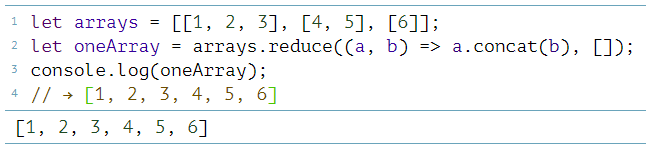 1 let arrays = [[1, 2, 3], [4, 5], [6]];
2 let oneArray = arrays.reduce((a, b) => a.concat(b), []);
3 console.log(oneArray);
4 // → [1, 2, 3, 4, 5, 6]
[1, 2, 3, 4, 5, 6]